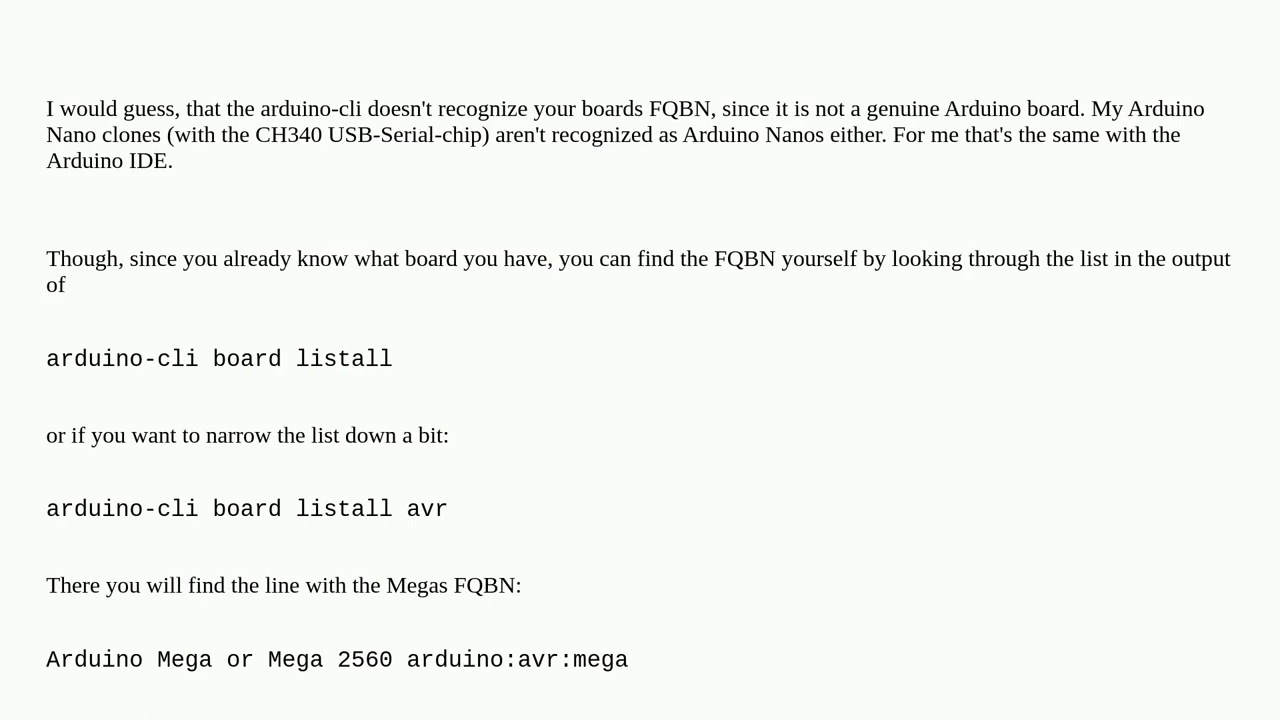 I would guess, that the arduino-cli doesn't recognize your boards FQBN, since it is not a genuine Arduino board. My Arduino
Nano clones (with the CH340 USB-Serial-chip) aren't recognized as Arduino Nanos either. For me that's the same with the
Arduino IDE.
Though, since you already know what board you have, you can find the FQBN yourself by looking through the list in the output
of
arduino-cli board listall
or if you want to narrow the list down a bit:
arduino-cli board listall avr
There you will find the line with the Megas FQBN:
Arduino Mega or Mega 2560 arduino:avr:mega